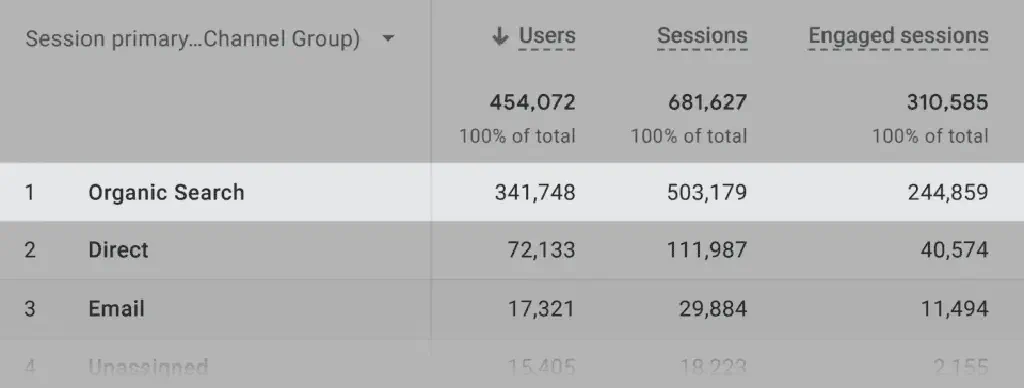 Session primary...Channel Group) Users Sessions Engaged sessions
454,072 681,627 310,585
100% of total 100% of total 100% of total
1 Organic Search 341,748 503,179 244,859
2 Direct 72,133 111,987 40,574
3 Email 17,321 29,884 11,494
4 Unassigned 15,405 18,223 2,155